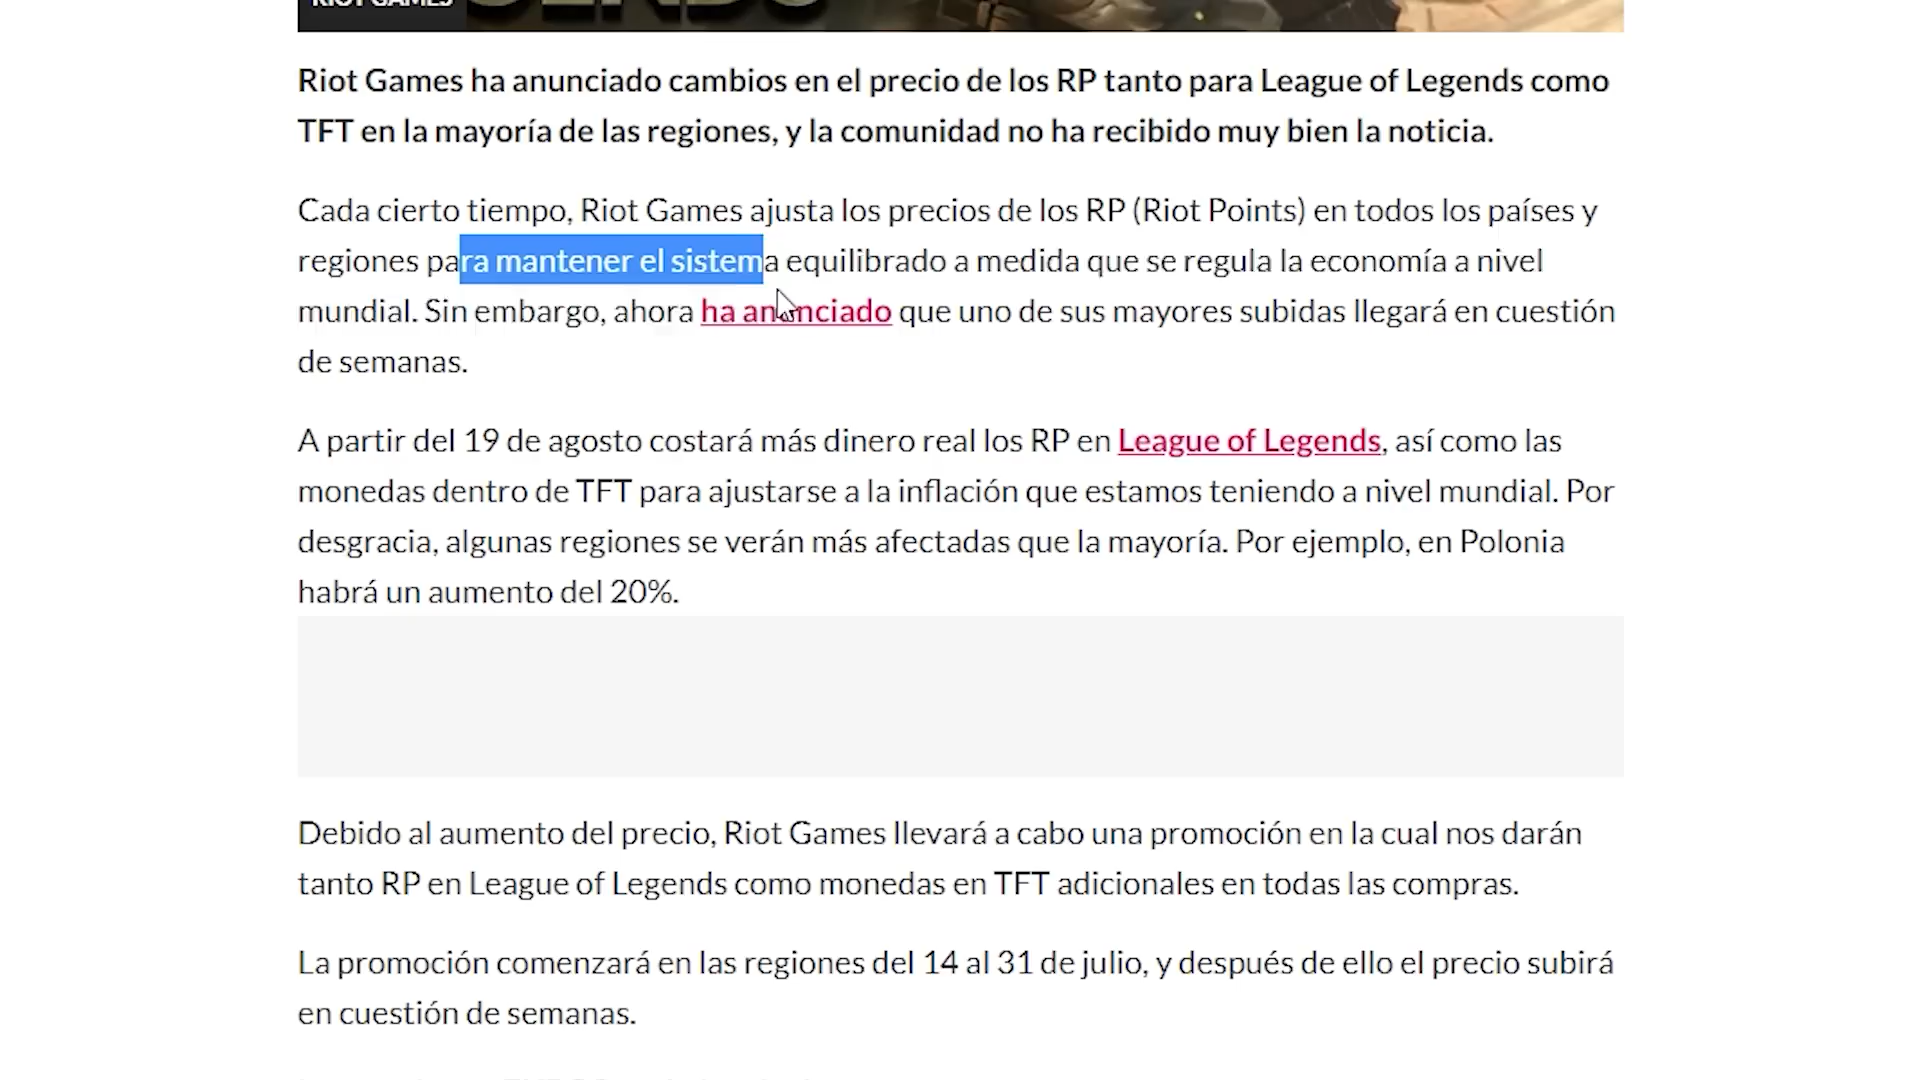 RIOT GAMES
Riot Games ha anunciado cambios en el precio de los RP tanto para League of Legends como
TFT en la mayoría de las regiones, y la comunidad no ha recibido muy bien la noticia.
Cada cierto tiempo, Riot Games ajusta los precios de los RP (Riot Points) en todos los países y
regiones para mantener el sistema equilibrado a medida que se regula la economía a nivel
mundial. Sin embargo, ahora ha anunciado que uno de sus mayores subidas llegará en cuestión
de semanas.
A partir del 19 de agosto costará más dinero real los RP en League of Legends, así como las
monedas dentro de TFT para ajustarse a la inflación que estamos teniendo a nivel mundial. Por
desgracia, algunas regiones se verán más afectadas que la mayoría. Por ejemplo, en Polonia
habrá un aumento del 20%.
Debido al aumento del precio, Riot Games llevará a cabo una promoción en la cual nos darán
tanto RP en League of Legends como monedas en TFT adicionales en todas las compras.
La promoción comenzará en las regiones del 14 al 31 de julio, y después de ello el precio subirá
en cuestión de semanas.